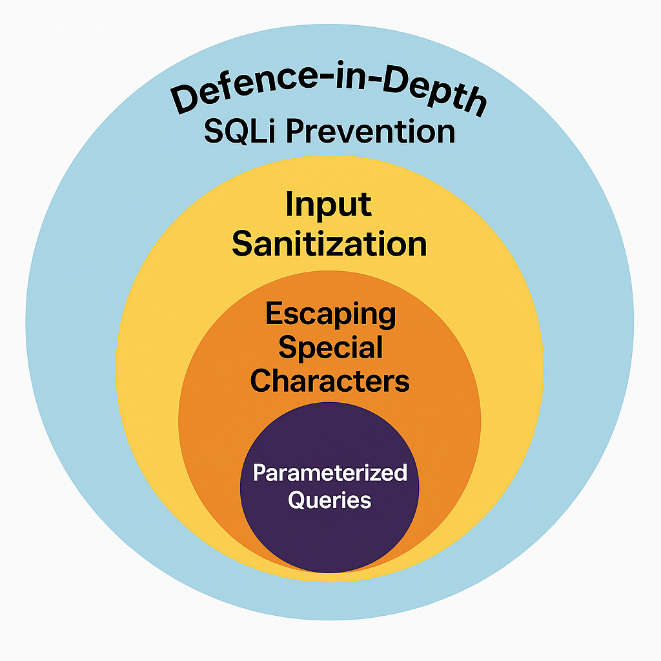 Defence-in-Depth
SQLi Prevention
Input
Sanitization
Escaping
Special
Characters
Parameterized
Queries